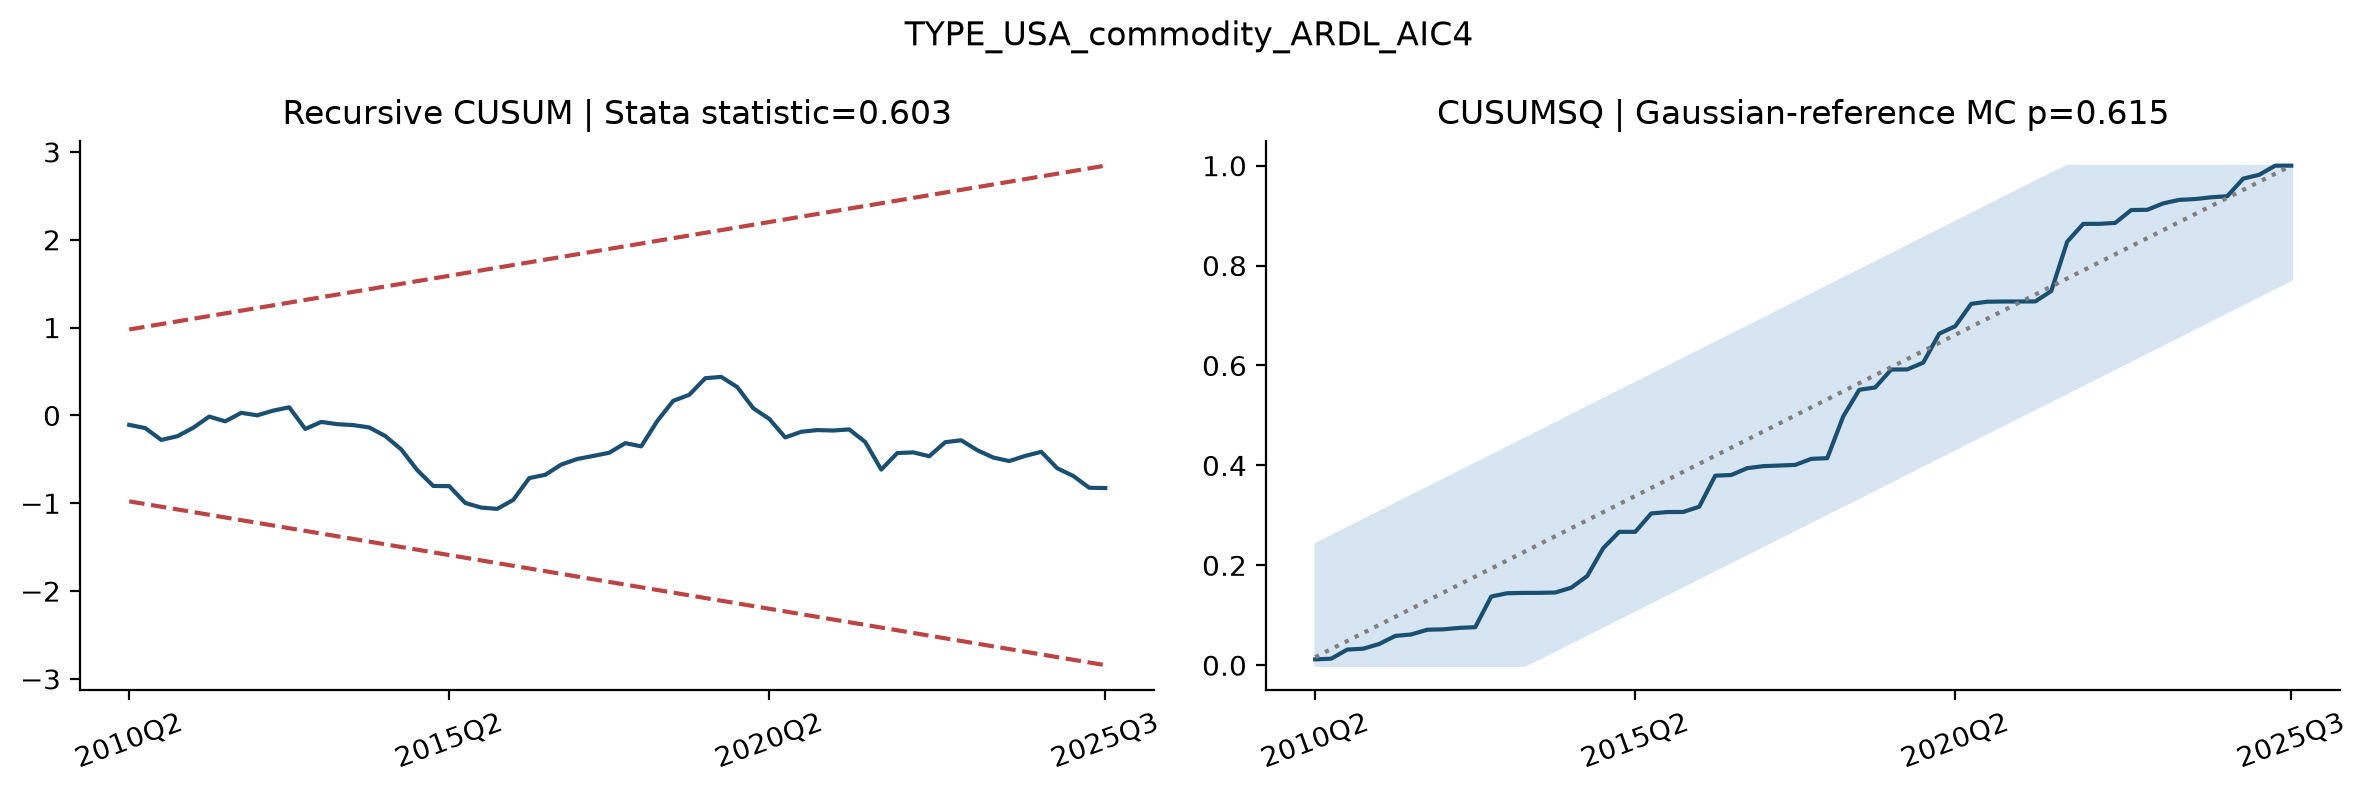 TYPE_USA_commodity_ARDL_AIC4
Recursive CUSUM | Stata statistic=0.603
3
2
1
0
−1
−2
−3
2010Q2
2015Q2
2020Q2
2025Q3
CUSUMSQ | Gaussian-reference MC p=0.615
1.0
0.8
0.6
0.4
0.2
0.0
2010Q2
2015Q2
2020Q2
2025Q3